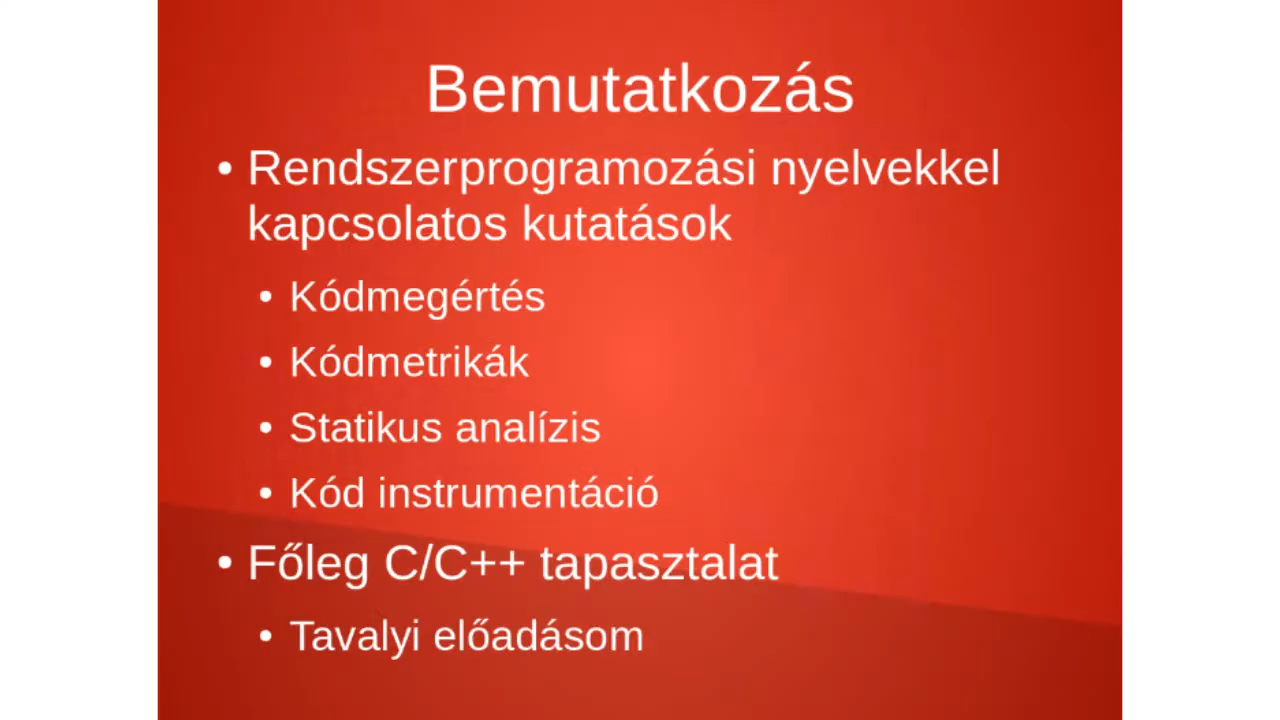 Bemutatkozás
• Rendszerprogramozási nyelvekkel
kapcsolatos kutatások
• Kódmegértés
• Kódmetrikák
• Statikus analízis
• Kód instrumentáció
• Főleg C/C++ tapasztalat
• Tavalyi előadásom